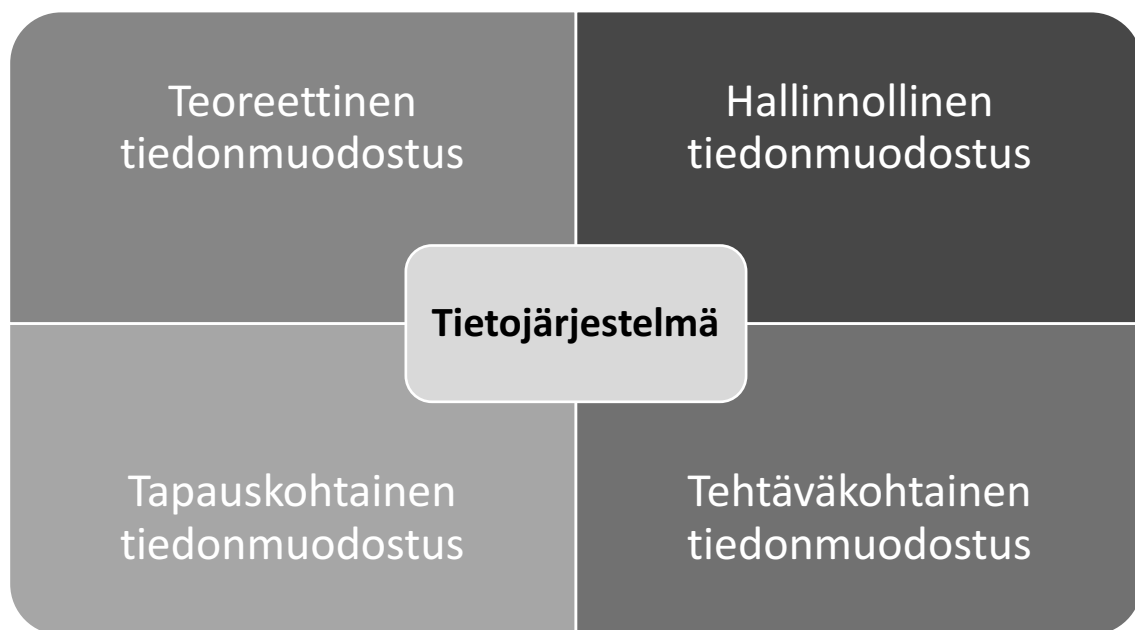 Teoreettinen
tiedonmuodostus
Hallinnollinen
tiedonmuodostus
Tietojärjestelmä
Tapauskohtainen
tiedonmuodostus
Tehtäväkohtainen
tiedonmuodostus